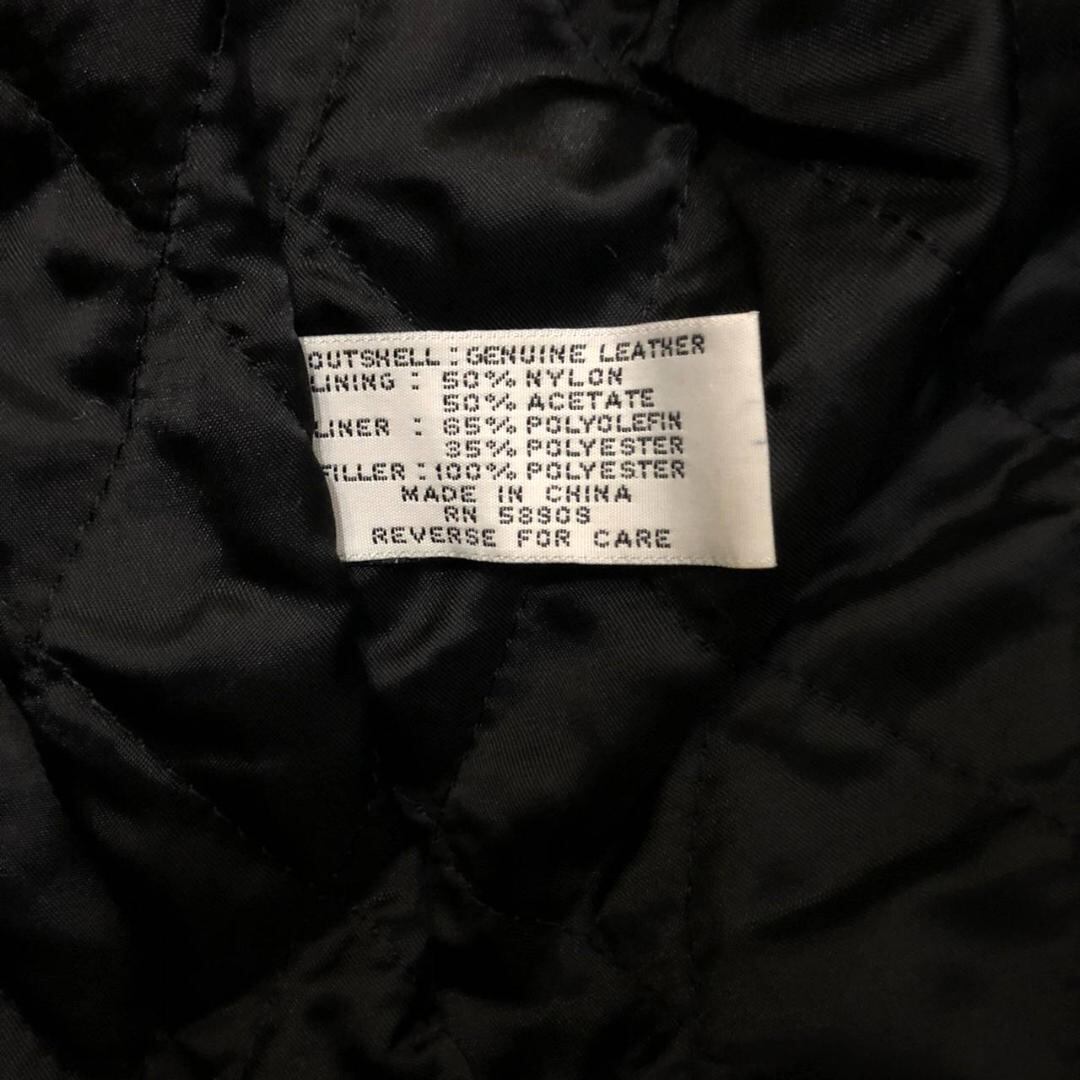 OUTSHELL : GENUINE LEATHER
LINING : 50% NYLON
50% ACETATE
LINER : 65% POLYOLEFIN
35% POLYESTER
FILLER : 100% POLYESTER
MADE IN CHINA
RN 58909
REVERSE FOR CARE